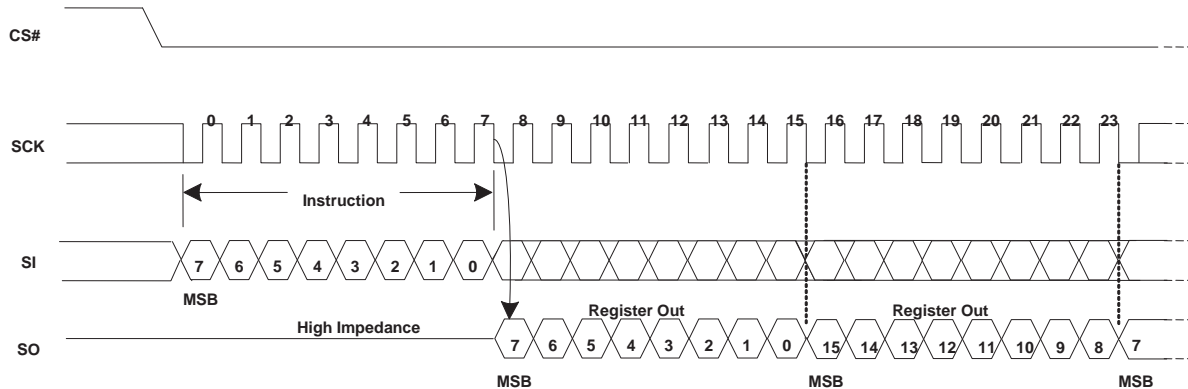 CS#
0 1 2 3 4 5 6 7 8 9 10 11 12 13 14 15 16 17 18 19 20 21 22 23
SCK
Instruction
SI
7 6 5 4 3 2 1 0
MSB
High Impedance
Register Out
Register Out
SO
7 6 5 4 3 2 1 0 15 14 13 12 11 10 9 8 7
MSB
MSB
MSB